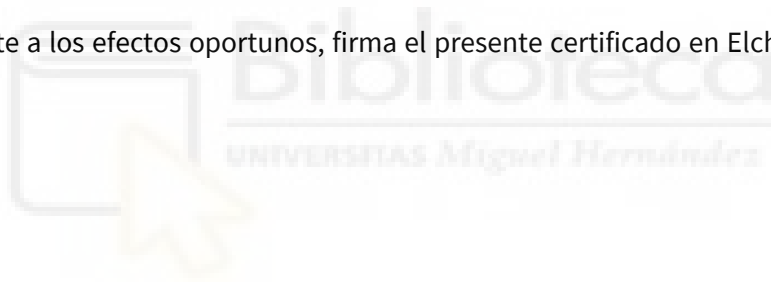 te a los efectos oportunos, firma el presente certificado en Elch
Biblioteca
UNIVERSITAS Miguel Hernández